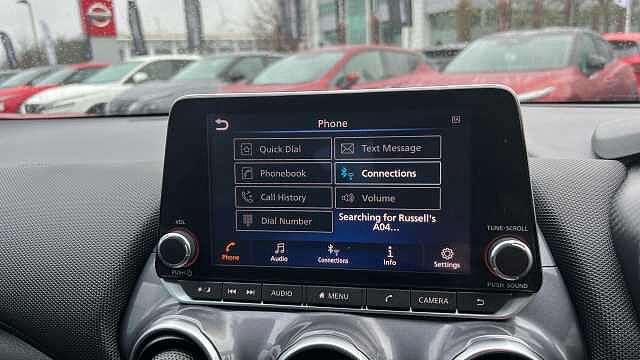 Phone
Quick Dial
Text Message
Phonebook
Connections
Call History
Volume
Dial Number
Searching for Russell's
A04...
Phone
Audio
Connections
Info
Settings
VOL
PUSH
TUNE·SCROLL
PUSH SOUND
AUDIO
MENU
CAMERA